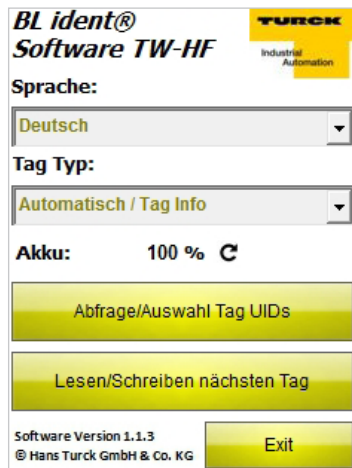 BL ident®
Software TW-HF
TURCK
Industrial
Automation
Sprache:
Deutsch
Tag Typ:
Automatisch / Tag Info
Akku: 100 %
Abfrage/Auswahl Tag UIDs
Lesen/Schreiben nächsten Tag
Software Version 1.1.3
© Hans Turck GmbH & Co. KG
Exit